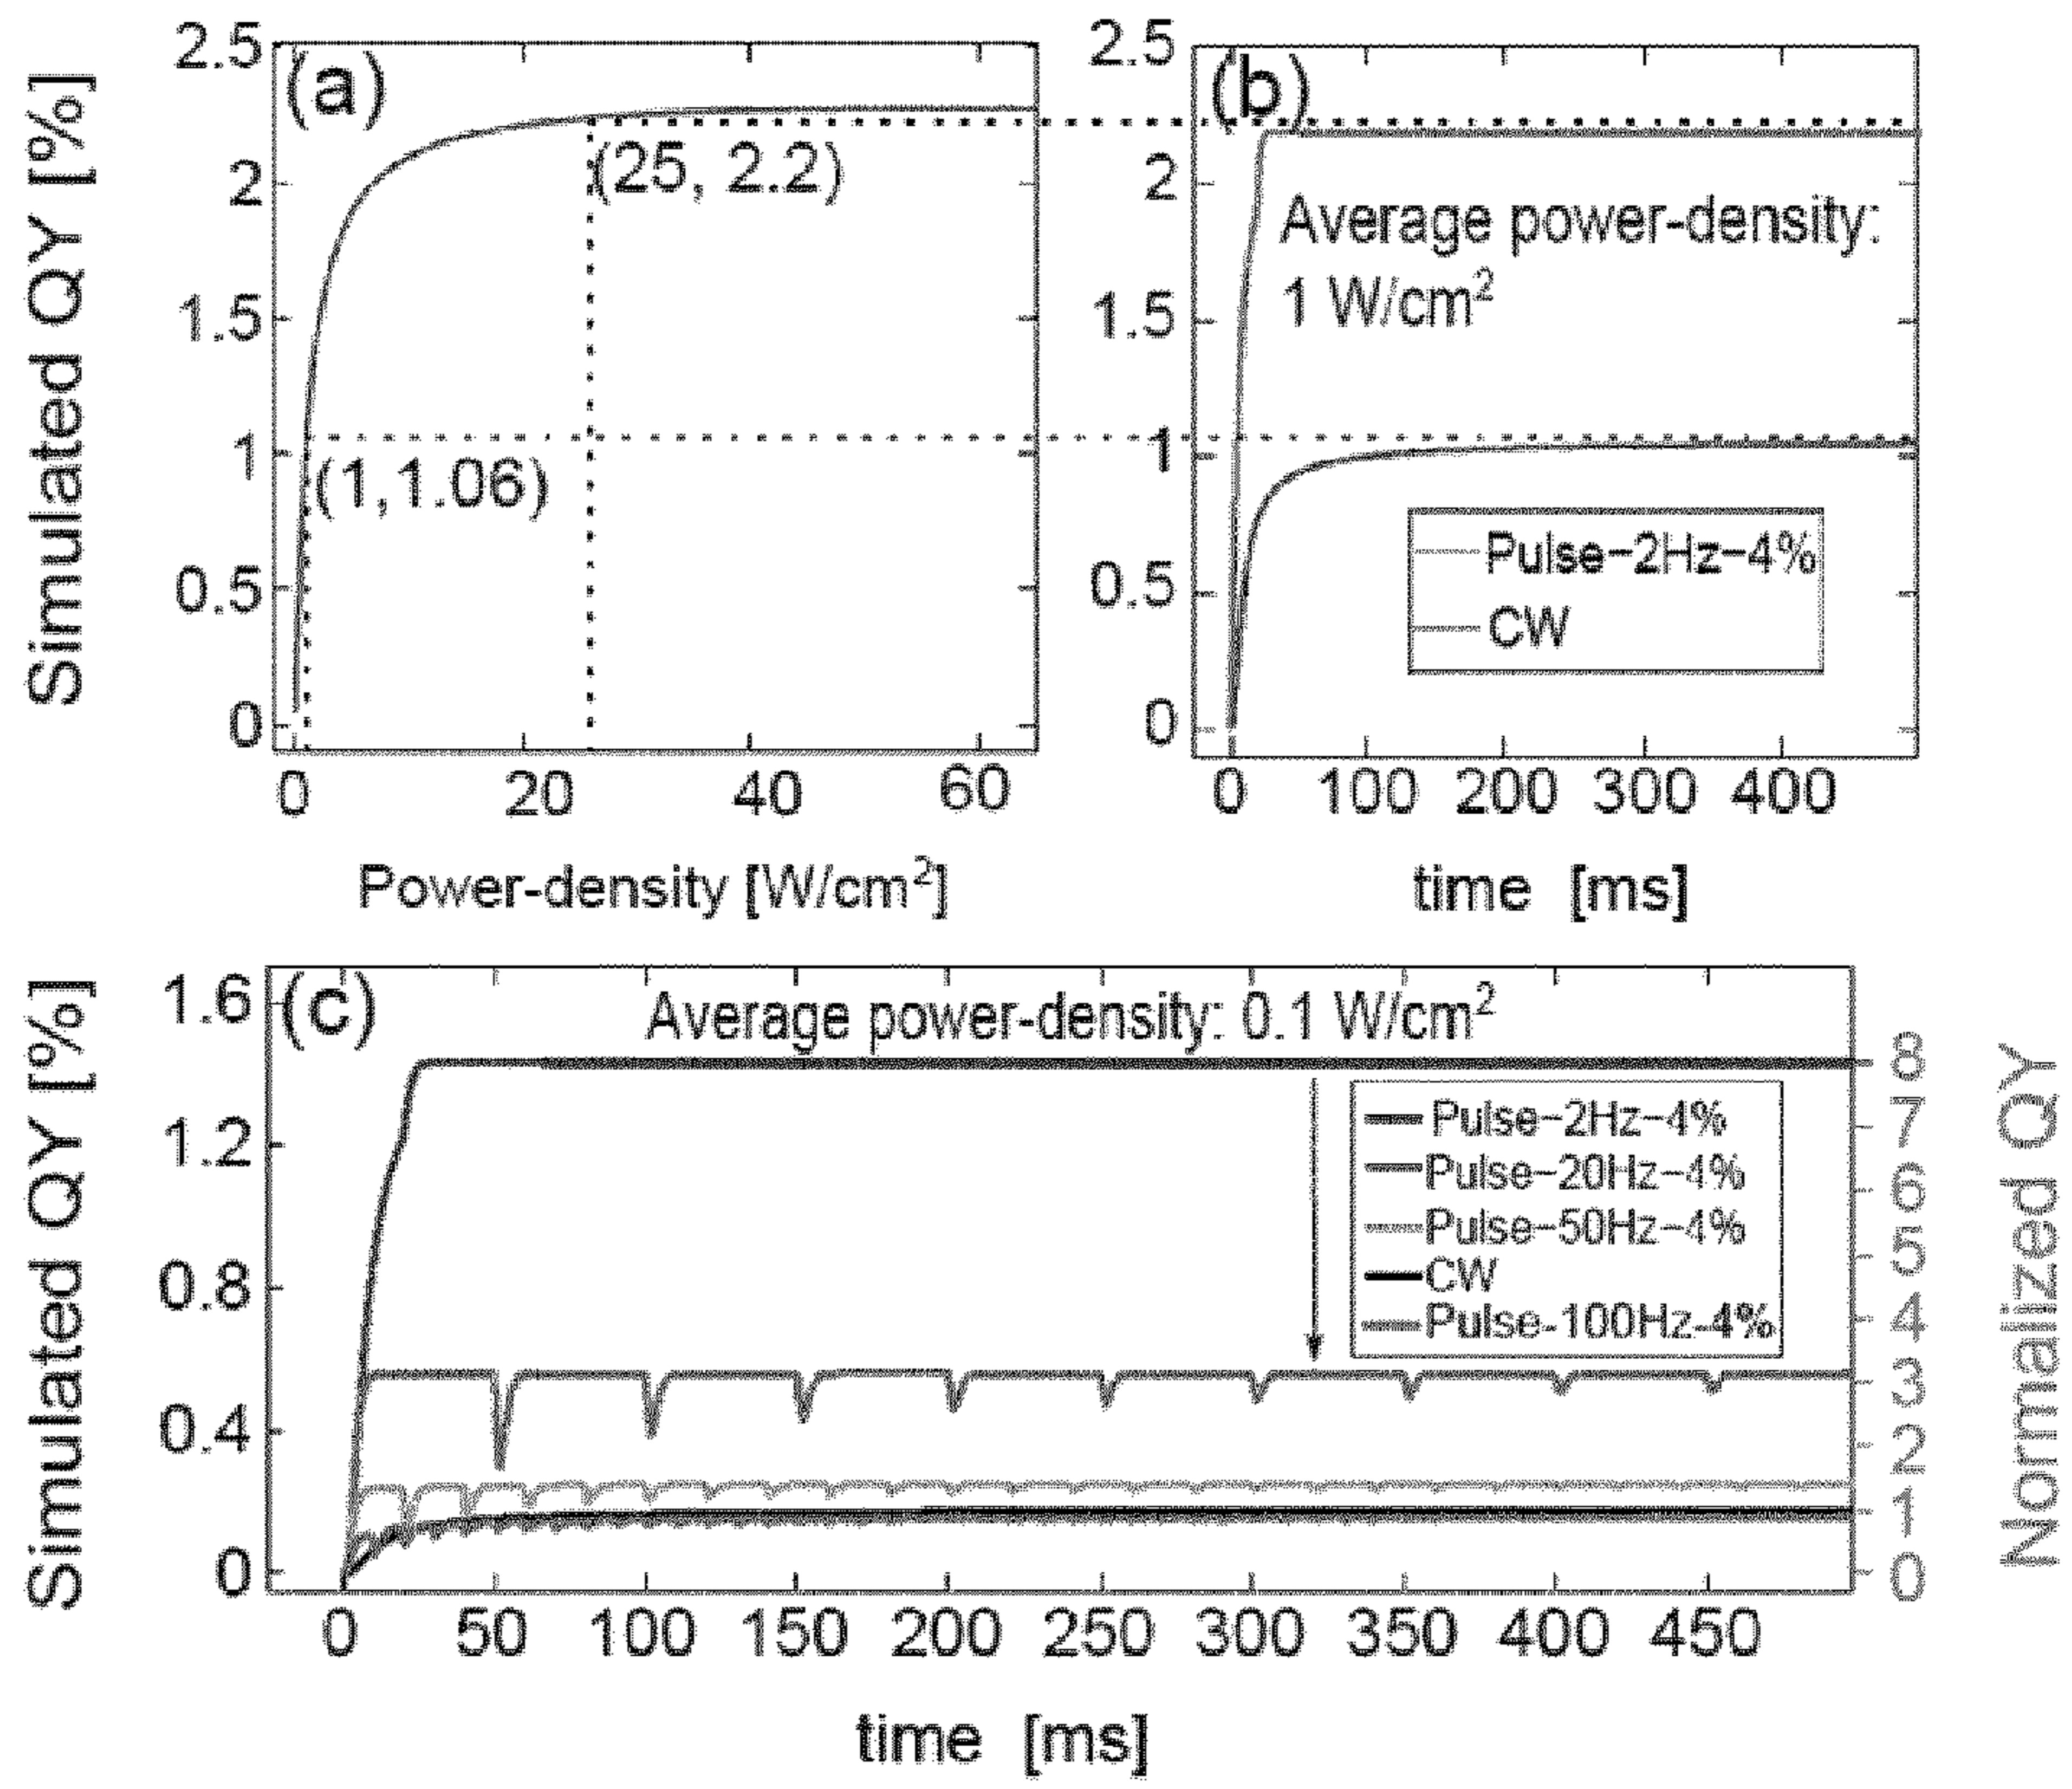 Simulated QY [%]
2.5
2
1.5
1
0.5
0
(a)
(25, 2.2)
(1,1.06)
0 20 40 60
Power-density [W/cm²]
2.5
2
1.5
1
0.5
0
(b)
Average power-density:
1 W/cm²
Pulse-2Hz-4%
CW
0 100 200 300 400
time [ms]
Simulated QY [%]
1.6
1.2
0.8
0.4
0
(c)
Average power-density: 0.1 W/cm²
Pulse-2Hz-4%
Pulse-20Hz-4%
Pulse-50Hz-4%
CW
Pulse-100Hz-4%
8
7
6
5
4
3
2
1
0
Normalized QY
0 50 100 150 200 250 300 350 400 450
time [ms]